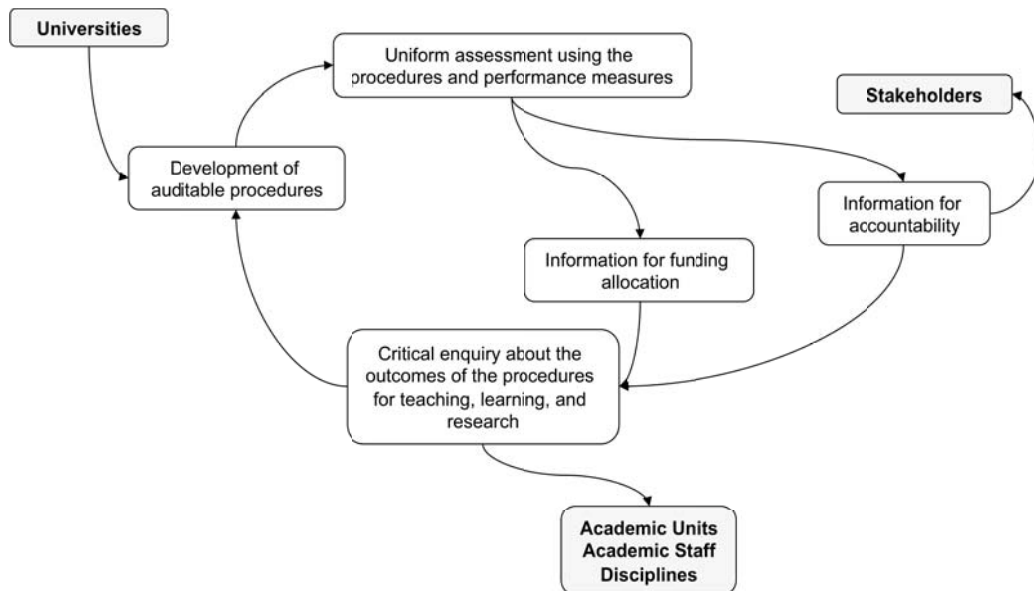 Universities
Uniform assessment using the
procedures and performance measures
Stakeholders
Development of
auditable procedures
Information for
accountability
Information for funding
allocation
Critical enquiry about the
outcomes of the procedures
for teaching, learning, and
research
Academic Units
Academic Staff
Disciplines